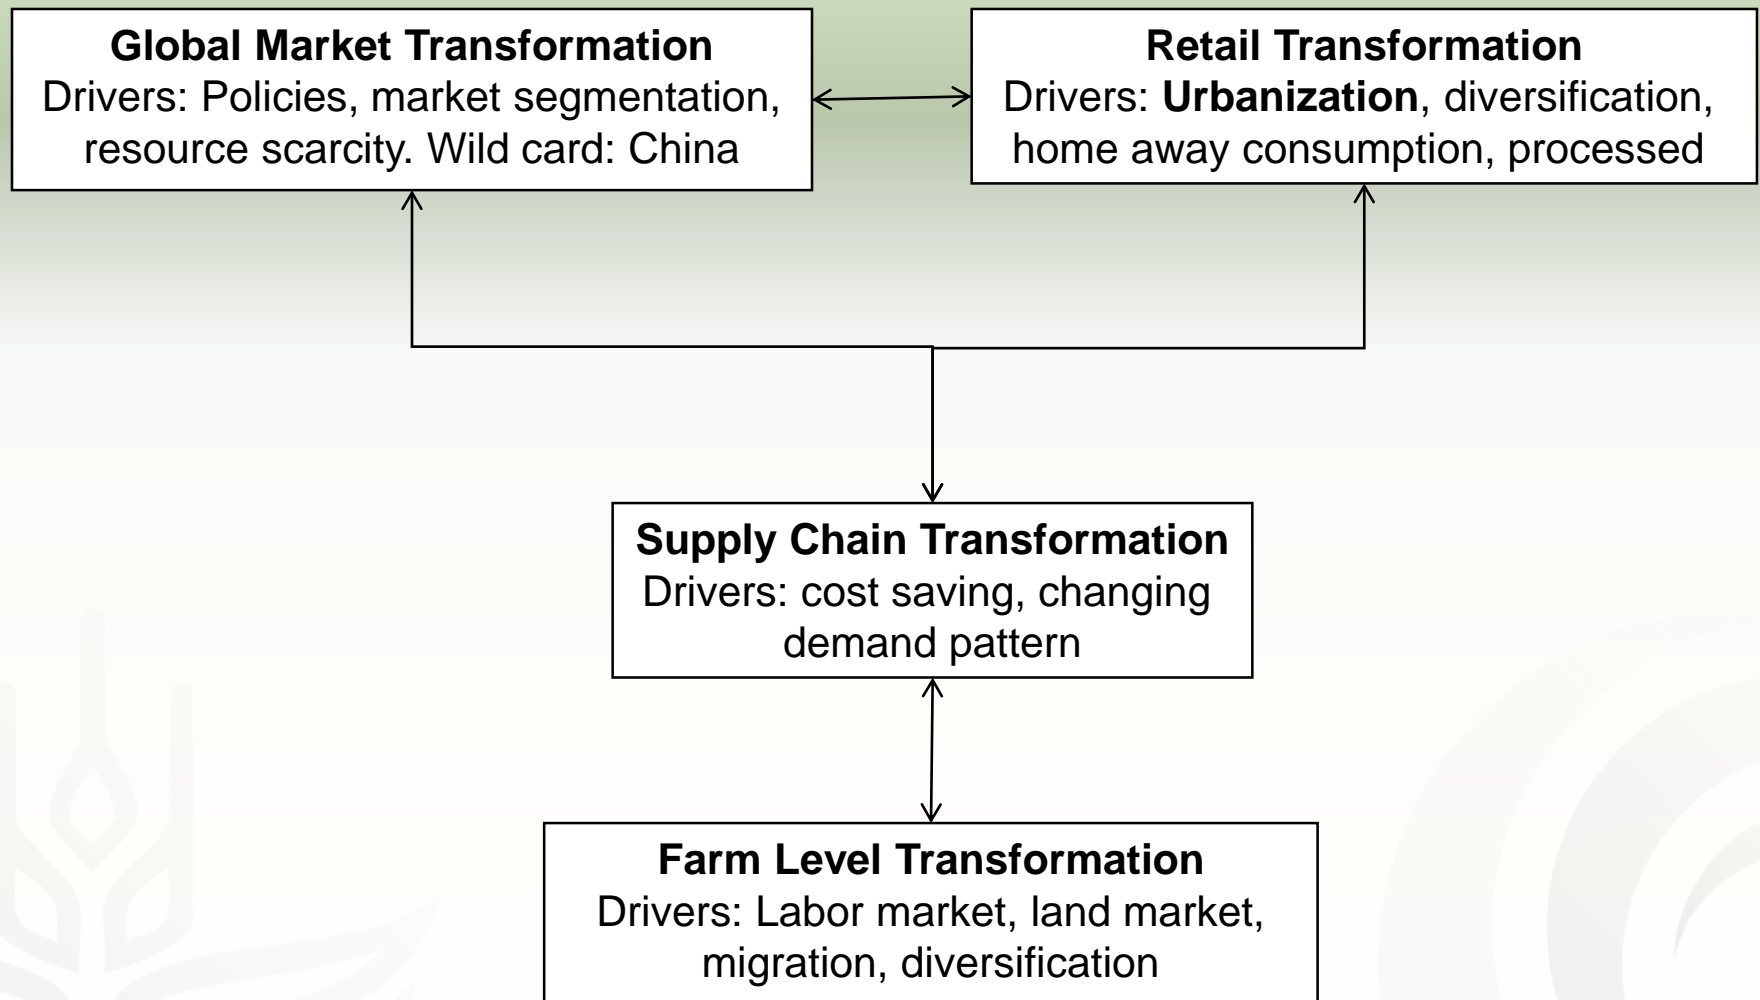 Global Market Transformation
Drivers: Policies, market segmentation,
resource scarcity. Wild card: China
Retail Transformation
Drivers: Urbanization, diversification,
home away consumption, processed
Supply Chain Transformation
Drivers: cost saving, changing
demand pattern
Farm Level Transformation
Drivers: Labor market, land market,
migration, diversification